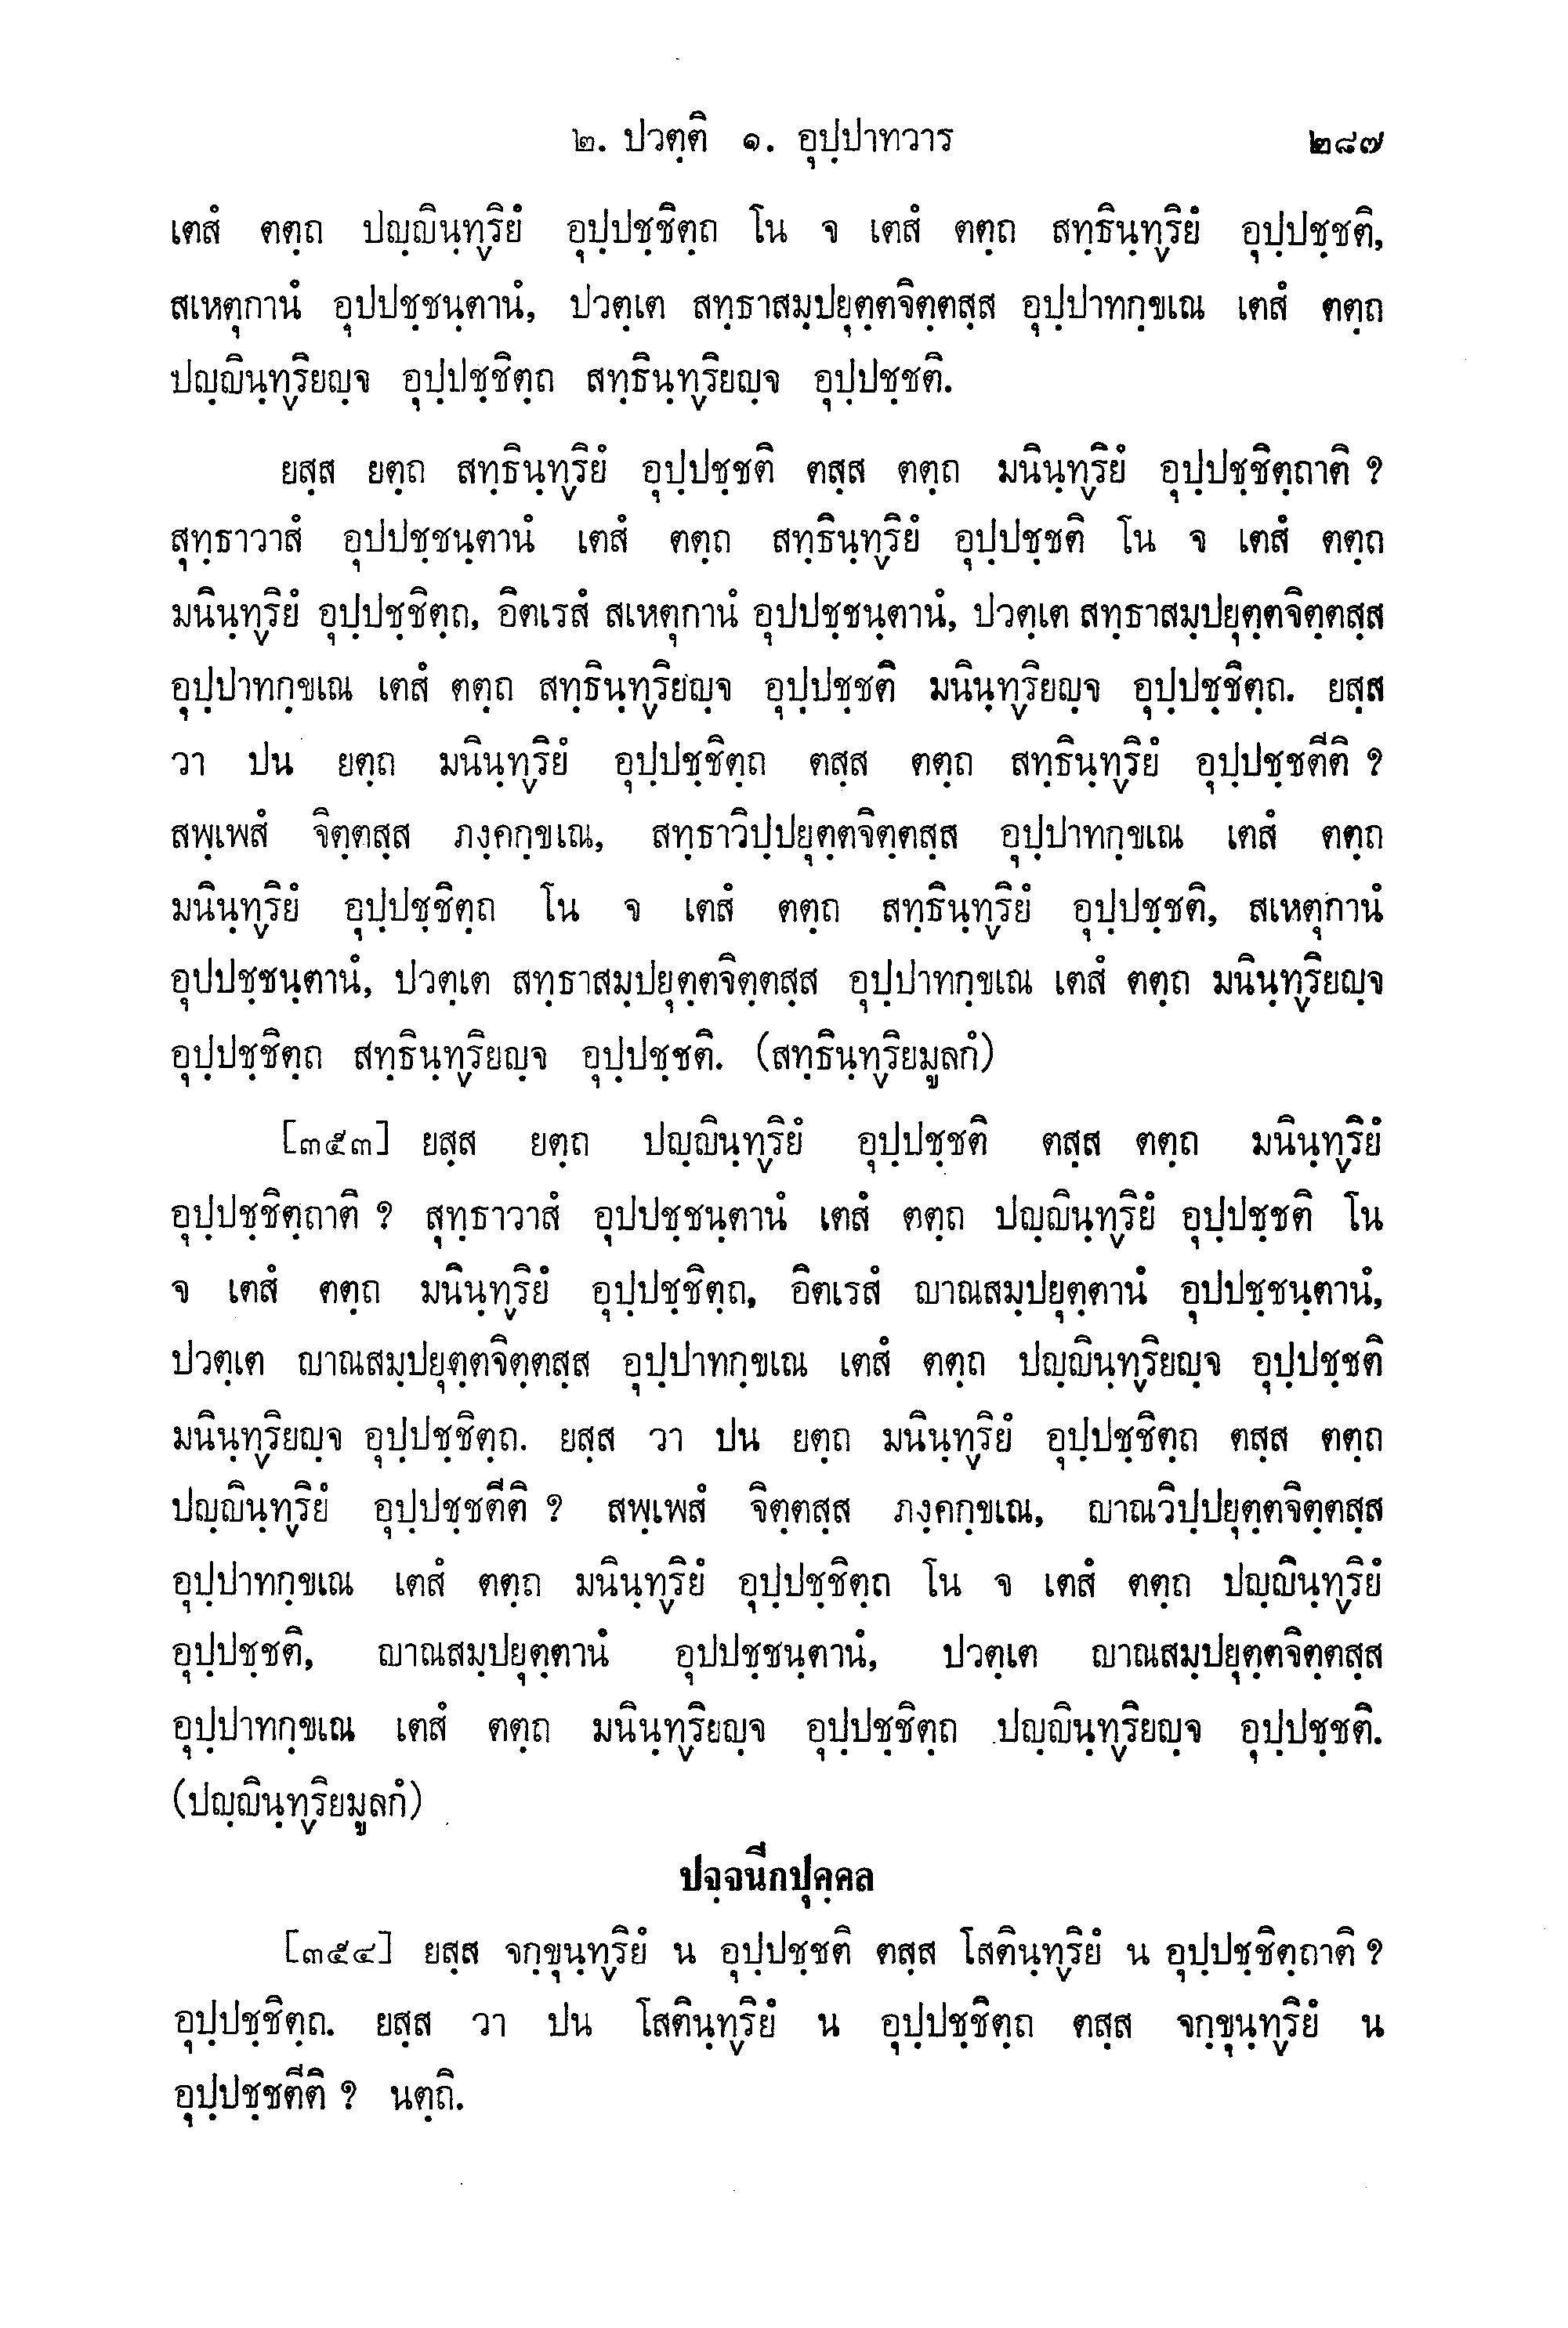 ๒. ปวตฺติ ๑. อุปฺปาทวาร ๒๘๗
เตสํ ตตฺถ ปญฺญินฺทฺริยํ อุปฺปชฺชิตฺถ โน จ เตสํ ตตฺถ สทฺธินฺทฺริยํ อุปฺปชฺชติ,
สเหตุกานํ อุปปชฺชนฺตานํ, ปวตฺเต สทฺธาสมฺปยุตฺตจิตฺตสฺส อุปฺปาทกฺขเณ เตสํ ตตฺถ
ปญฺญินฺทฺริยญฺจ อุปฺปชฺชิตฺถ สทฺธินฺทฺริยญฺจ อุปฺปชฺชติ.
ยสฺส ยตฺถ สทฺธินฺทฺริยํ อุปฺปชฺชติ ตสฺส ตตฺถ มนินฺทฺริยํ อุปฺปชฺชิตฺถาติ ?
สุทฺธาวาสํ อุปปชฺชนฺตานํ เตสํ ตตฺถ สทฺธินฺทฺริยํ อุปฺปชฺชติ โน จ เตสํ ตตฺถ
มนินฺทฺริยํ อุปฺปชฺชิตฺถ, อิตเรสํ สเหตุกานํ อุปปชฺชนฺตานํ, ปวตฺเต สทฺธาสมฺปยุตฺตจิตฺตสฺส
อุปฺปาทกฺขเณ เตสํ ตตฺถ สทฺธินฺทฺริยญฺจ อุปฺปชฺชติ มนินฺทฺริยญฺจ อุปฺปชฺชิตฺถ. ยสฺส
วา ปน ยตฺถ มนินฺทฺริยํ อุปฺปชฺชิตฺถ ตสฺส ตตฺถ สทฺธินฺทฺริยํ อุปฺปชฺชตีติ ?
สพฺเพสํ จิตฺตสฺส ภงฺคกฺขเณ, สทฺธาวิปฺปยุตฺตจิตฺตสฺส อุปฺปาทกฺขเณ เตสํ ตตฺถ
มนินฺทฺริยํ อุปฺปชฺชิตฺถ โน จ เตสํ ตตฺถ สทฺธินฺทฺริยํ อุปฺปชฺชติ, สเหตุกานํ
อุปปชฺชนฺตานํ, ปวตฺเต สทฺธาสมฺปยุตฺตจิตฺตสฺส อุปฺปาทกฺขเณ เตสํ ตตฺถ มนินฺทฺริยญฺจ
อุปฺปชฺชิตฺถ สทฺธินฺทฺริยญฺจ อุปฺปชฺชติ. (สทฺธินฺทฺริยมูลกํ)
[๓๕๓] ยสฺส ยตฺถ ปญฺญินฺทฺริยํ อุปฺปชฺชติ ตสฺส ตตฺถ มนินฺทฺริยํ
อุปฺปชฺชิตฺถาติ ? สุทฺธาวาสํ อุปปชฺชนฺตานํ เตสํ ตตฺถ ปญฺญินฺทฺริยํ อุปฺปชฺชติ โน
จ เตสํ ตตฺถ มนินฺทฺริยํ อุปฺปชฺชิตฺถ, อิตเรสํ ญาณสมฺปยุตฺตานํ อุปปชฺชนฺตานํ,
ปวตฺเต ญาณสมฺปยุตฺตจิตฺตสฺส อุปฺปาทกฺขเณ เตสํ ตตฺถ ปญฺญินฺทฺริยญฺจ อุปฺปชฺชติ
มนินฺทฺริยญฺจ อุปฺปชฺชิตฺถ. ยสฺส วา ปน ยตฺถ มนินฺทฺริยํ อุปฺปชฺชิตฺถ ตสฺส ตตฺถ
ปญฺญินฺทฺริยํ อุปฺปชฺชตีติ ? สพฺเพสํ จิตฺตสฺส ภงฺคกฺขเณ, ญาณวิปฺปยุตฺตจิตฺตสฺส
อุปฺปาทกฺขเณ เตสํ ตตฺถ มนินฺทฺริยํ อุปฺปชฺชิตฺถ โน จ เตสํ ตตฺถ ปญฺญินฺทฺริยํ
อุปฺปชฺชติ, ญาณสมฺปยุตฺตานํ อุปปชฺชนฺตานํ, ปวตฺเต ญาณสมฺปยุตฺตจิตฺตสฺส
อุปฺปาทกฺขเณ เตสํ ตตฺถ มนินฺทฺริยญฺจ อุปฺปชฺชิตฺถ ปญฺญินฺทฺริยญฺจ อุปฺปชฺชติ.
(ปญฺญินฺทฺริยมูลกํ)
ปจฺจนีกปุคฺคล
[๓๕๔] ยสฺส จกฺขุนฺทฺริยํ น อุปฺปชฺชติ ตสฺส โสตินฺทฺริยํ น อุปฺปชฺชิตฺถาติ ?
อุปฺปชฺชิตฺถ. ยสฺส วา ปน โสตินฺทฺริยํ น อุปฺปชฺชิตฺถ ตสฺส จกฺขุนฺทฺริยํ น
อุปฺปชฺชตีติ ? นตฺถิ.